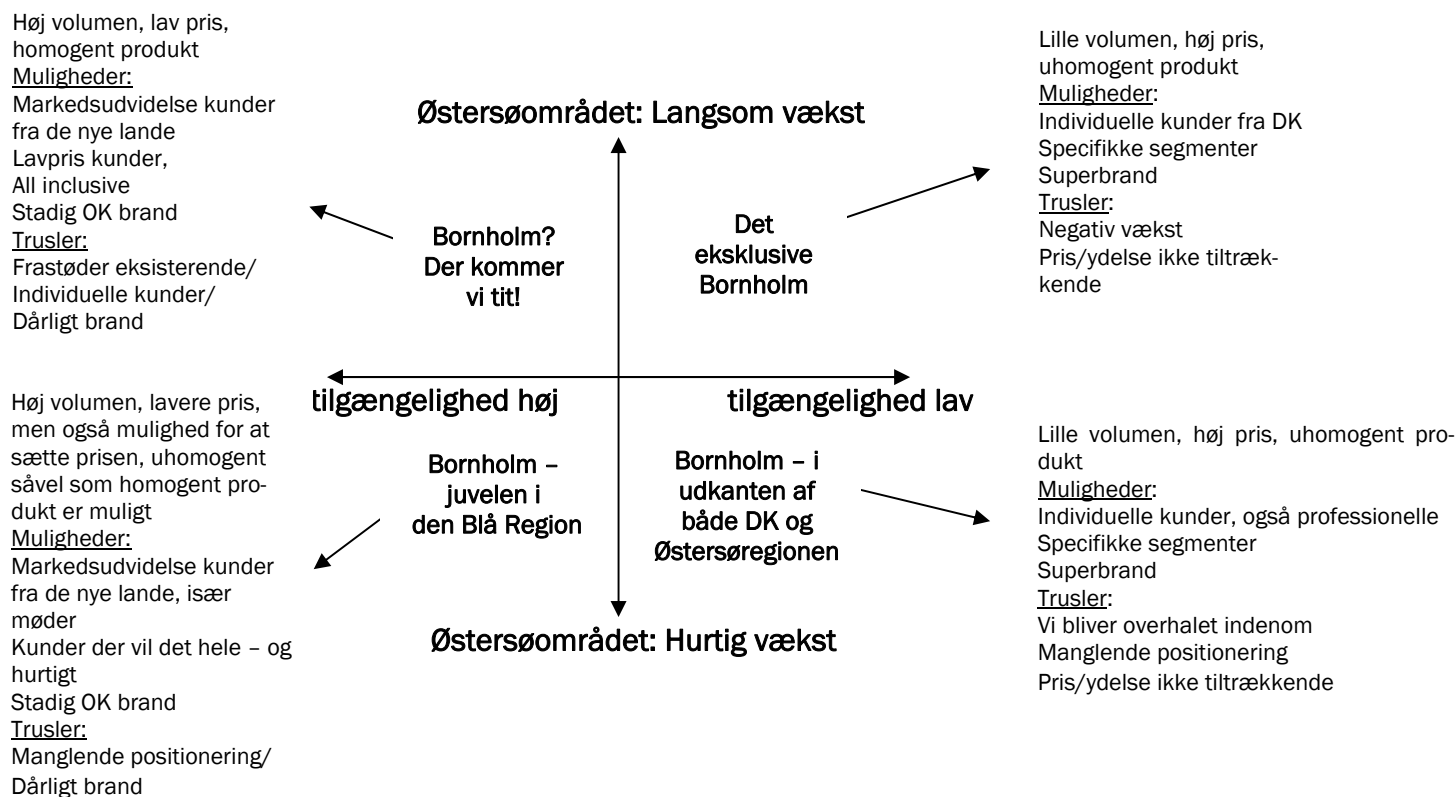 Høj volumen, lav pris,
homogent produkt
Muligheder:
Markedsudvidelse kunder
fra de nye lande
Lavpris kunder,
All inclusive
Stadig OK brand
Trusler:
Frastøder eksisterende/
Individuelle kunder/
Dårligt brand
Østersøområdet: Langsom vækst
Bornholm?
Der kommer
vi tit!
Det
eksklusive
Bornholm
Lille volumen, høj pris,
uhomogent produkt
Muligheder:
Individuelle kunder fra DK
Specifikke segmenter
Superbrand
Trusler:
Negativ vækst
Pris/ydelse ikke tiltræk-
kende
tilgængelighed høj
tilgængelighed lav
Høj volumen, lavere pris,
men også mulighed for at
sætte prisen, uhomogent
såvel som homogent pro-
dukt er muligt
Muligheder:
Markedsudvidelse kunder
fra de nye lande, især
møder
Kunder der vil det hele – og
hurtigt
Stadig OK brand
Trusler:
Manglende positionering/
Dårligt brand
Bornholm –
juvelen i
den Blå Region
Bornholm – i
udkanten af
både DK og
Østersøregionen
Østersøområdet: Hurtig vækst
Lille volumen, høj pris, uhomogent pro-
dukt
Muligheder:
Individuelle kunder, også professionelle
Specifikke segmenter
Superbrand
Trusler:
Vi bliver overhalet indenom
Manglende positionering
Pris/ydelse ikke tiltrækkende